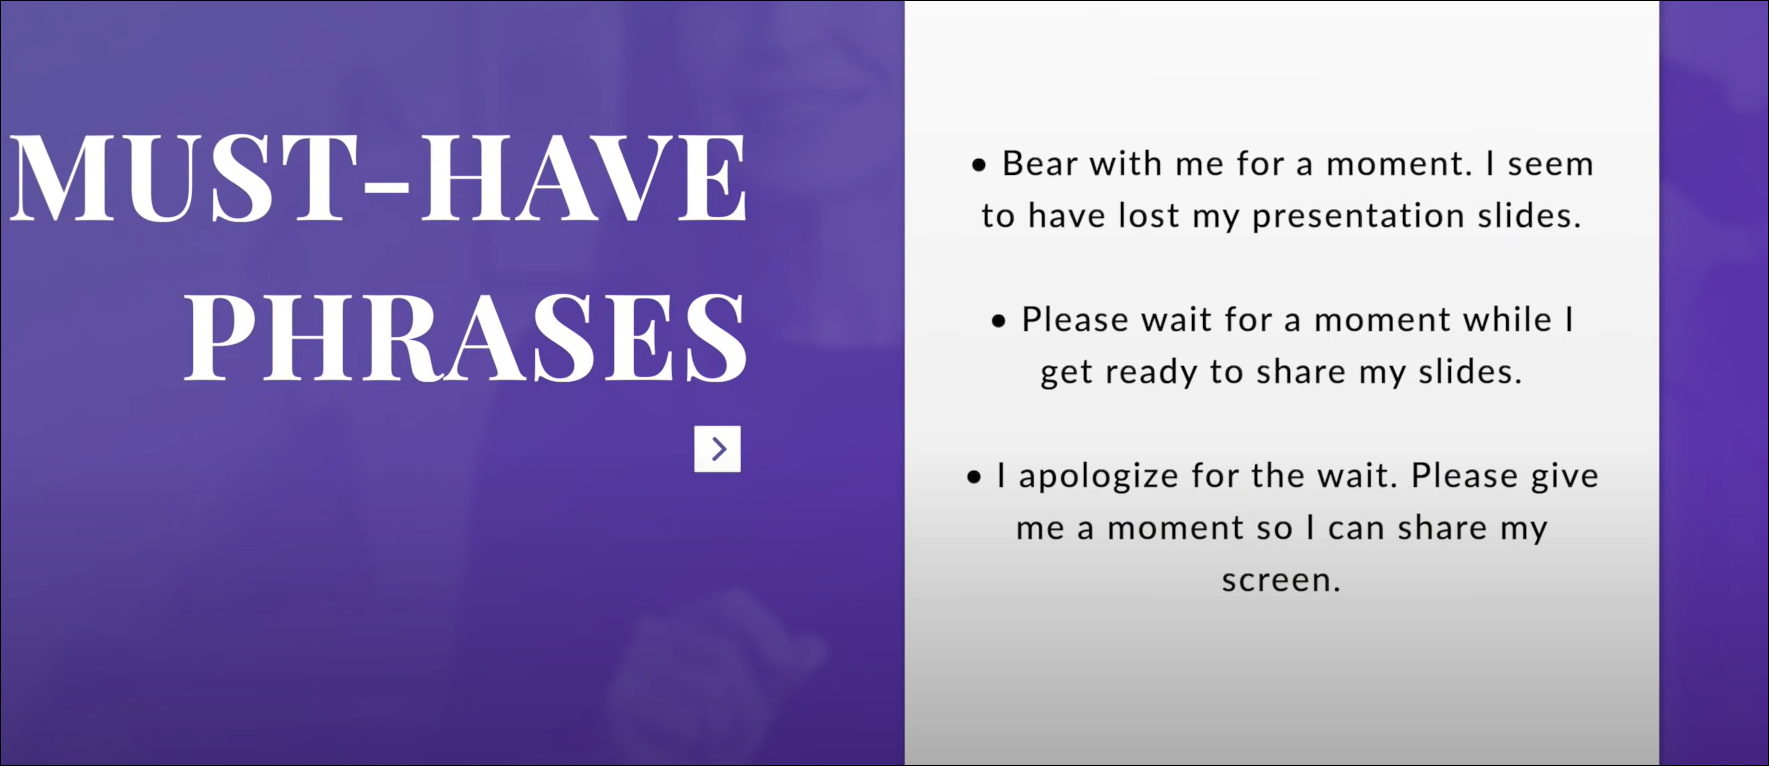 MUST-HAVE
PHRASES
• Bear with me for a moment. I seem
to have lost my presentation slides.
• Please wait for a moment while I
get ready to share my slides.
• I apologize for the wait. Please give
me a moment so I can share my
screen.